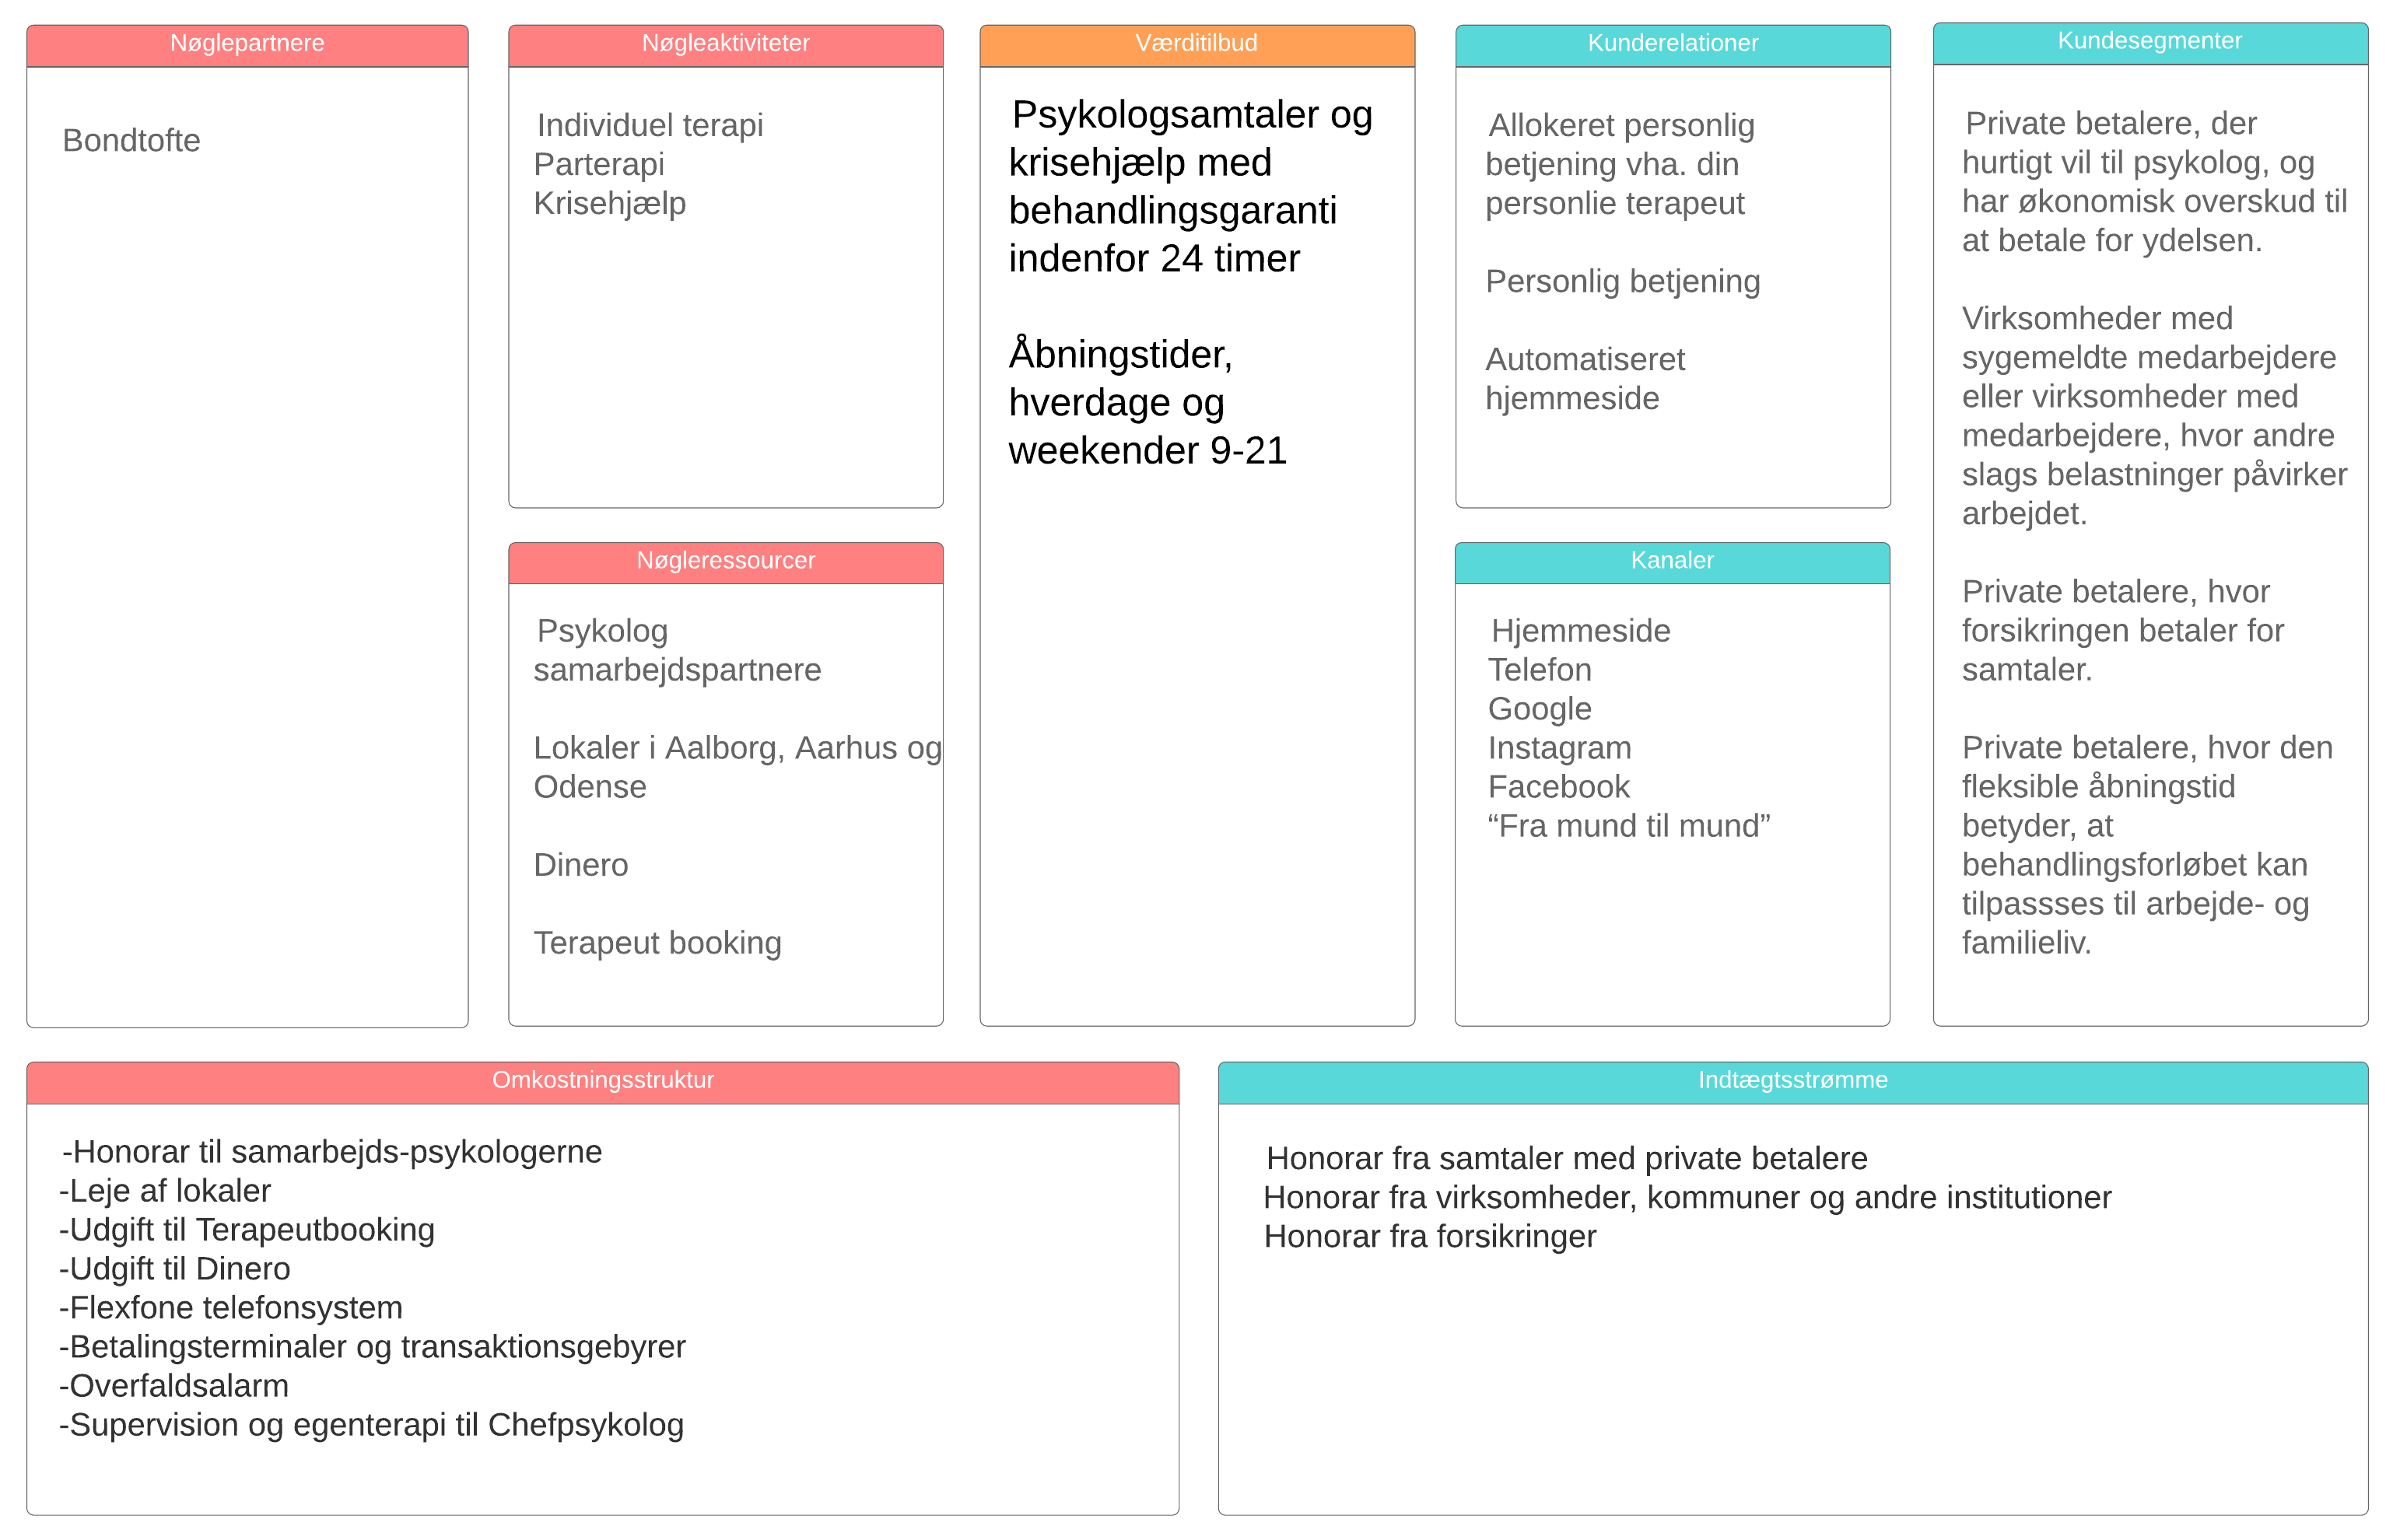 Nøglepartnere
Bondtofte
Nøgleaktiviteter
Individuel terapi
Parterapi
Krisehjælp
Nøgleressourcer
Psykolog
samarbejdspartnere
Lokaler i Aalborg, Aarhus og
Odense
Dinero
Terapeut booking
Værditilbud
Psykologsamtaler og
krisehjælp med
behandlingsgaranti
indenfor 24 timer
Åbningstider,
hverdage og
weekender 9-21
Kunderelationer
Allokeret personlig
betjening vha. din
personlie terapeut
Personlig betjening
Automatiseret
hjemmeside
Kanaler
Hjemmeside
Telefon
Google
Instagram
Facebook
“Fra mund til mund”
Kundesegmenter
Private betalere, der
hurtigt vil til psykolog, og
har økonomisk overskud til
at betale for ydelsen.
Virksomheder med
sygemeldte medarbejdere
eller virksomheder med
medarbejdere, hvor andre
slags belastninger påvirker
arbejdet.
Private betalere, hvor
forsikringen betaler for
samtaler.
Private betalere, hvor den
fleksible åbningstid
betyder, at
behandlingsforløbet kan
tilpassses til arbejde- og
familieliv.
Omkostningsstruktur
-Honorar til samarbejds-psykologerne
-Leje af lokaler
-Udgift til Terapeutbooking
-Udgift til Dinero
-Flexfone telefonsystem
-Betalingsterminaler og transaktionsgebyrer
-Overfaldsalarm
-Supervision og egenterapi til Chefpsykolog
Indtægtsstrømme
Honorar fra samtaler med private betalere
Honorar fra virksomheder, kommuner og andre institutioner
Honorar fra forsikringer